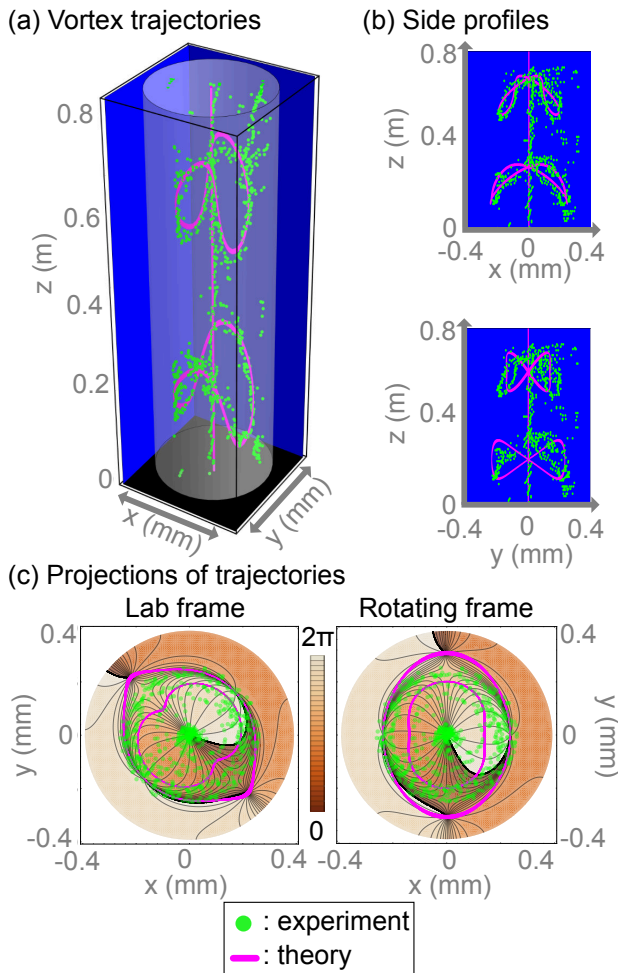 (a) Vortex trajectories
(b) Side profiles
0.8
0.6
0.4
0.2
0
z (m)
x (mm)
y (mm)
0.8
0.4
0
z (m)
-0.4
0
0.4
x (mm)
0.8
0.4
0
z (m)
-0.4
0
0.4
y (mm)
(c) Projections of trajectories
Lab frame
Rotating frame
0.4
0
-0.4
y (mm)
-0.4
0
0.4
x (mm)
2π
0
0.4
0
-0.4
y (mm)
-0.4
0
0.4
x (mm)
: experiment
: theory